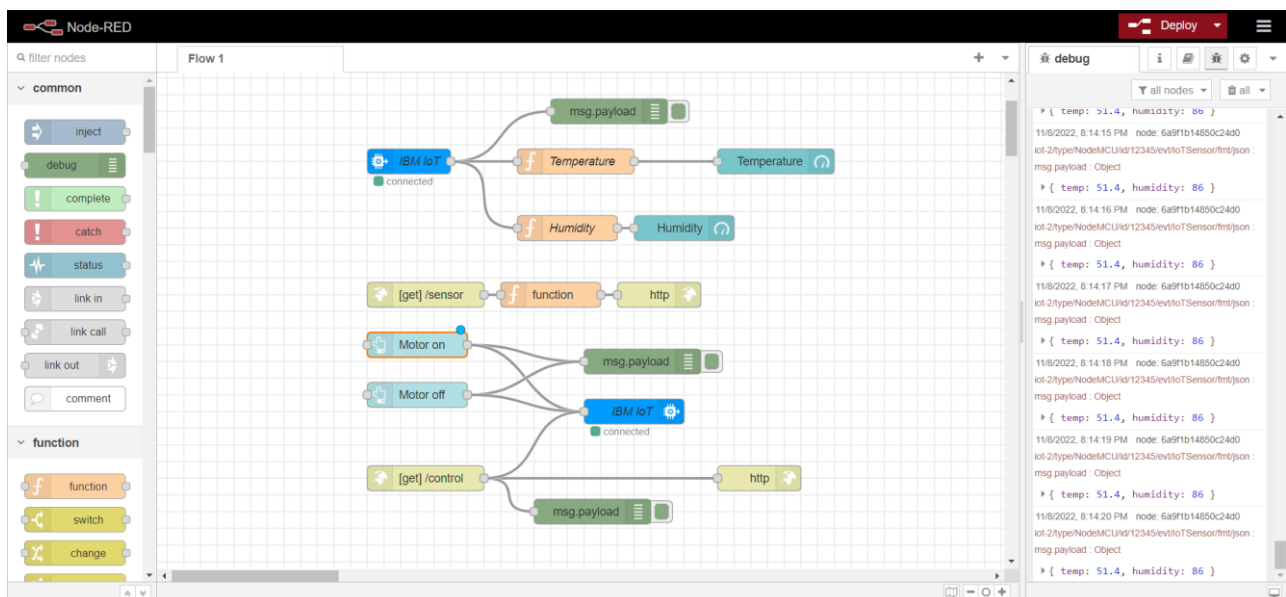 Node-RED
Deploy
filter nodes
Flow 1
debug
i
common
all nodes
all
inject
debug
complete
catch
status
link in
link call
link out
comment
function
function
switch
change
msg.payload
IBM IoT
connected
Temperature
Temperature
Humidity
Humidity
[get] /sensor
function
http
Motor on
Motor off
msg.payload
IBM IoT
connected
[get] /control
http
msg.payload
{ temp: 51.4, humidity: 86 }
11/8/2022, 8:14:15 PM node: 6a9f1b14850c24d0
iot-2/type/NodeMCU/id/12345/evt/IoTSensor/fmt/json :
msg.payload : Object
{ temp: 51.4, humidity: 86 }
11/8/2022, 8:14:16 PM node: 6a9f1b14850c24d0
iot-2/type/NodeMCU/id/12345/evt/IoTSensor/fmt/json :
msg.payload : Object
{ temp: 51.4, humidity: 86 }
11/8/2022, 8:14:17 PM node: 6a9f1b14850c24d0
iot-2/type/NodeMCU/id/12345/evt/IoTSensor/fmt/json :
msg.payload : Object
{ temp: 51.4, humidity: 86 }
11/8/2022, 8:14:18 PM node: 6a9f1b14850c24d0
iot-2/type/NodeMCU/id/12345/evt/IoTSensor/fmt/json :
msg.payload : Object
{ temp: 51.4, humidity: 86 }
11/8/2022, 8:14:19 PM node: 6a9f1b14850c24d0
iot-2/type/NodeMCU/id/12345/evt/IoTSensor/fmt/json :
msg.payload : Object
{ temp: 51.4, humidity: 86 }
11/8/2022, 8:14:20 PM node: 6a9f1b14850c24d0
iot-2/type/NodeMCU/id/12345/evt/IoTSensor/fmt/json :
msg.payload : Object
{ temp: 51.4, humidity: 86 }